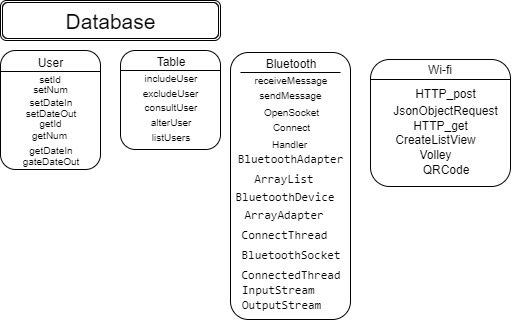 Database
User
setId
setNum
setDateIn
setDateOut
getId
getNum
getDateIn
gateDateOut
Table
includeUser
excludeUser
consultUser
alterUser
listUsers
Bluetooth
receiveMessage
sendMessage
OpenSocket
Connect
Handler
BluetoothAdapter
ArrayList
BluetoothDevice
ArrayAdapter
ConnectThread
BluetoothSocket
ConnectedThread
InputStream
OutputStream
Wi-fi
HTTP_post
JsonObjectRequest
HTTP_get
CreateListView
Volley
QRCode